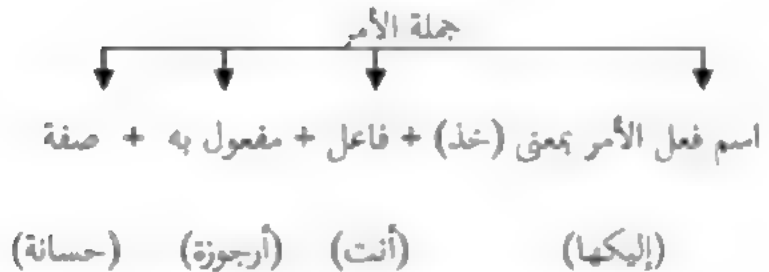 جملة الأمر
اسم فعل الأمر بمعنى (خذ) + فاعل + مفعول به + صفة
(إليكها) (أنت) (أرجوزة) (حسانة)